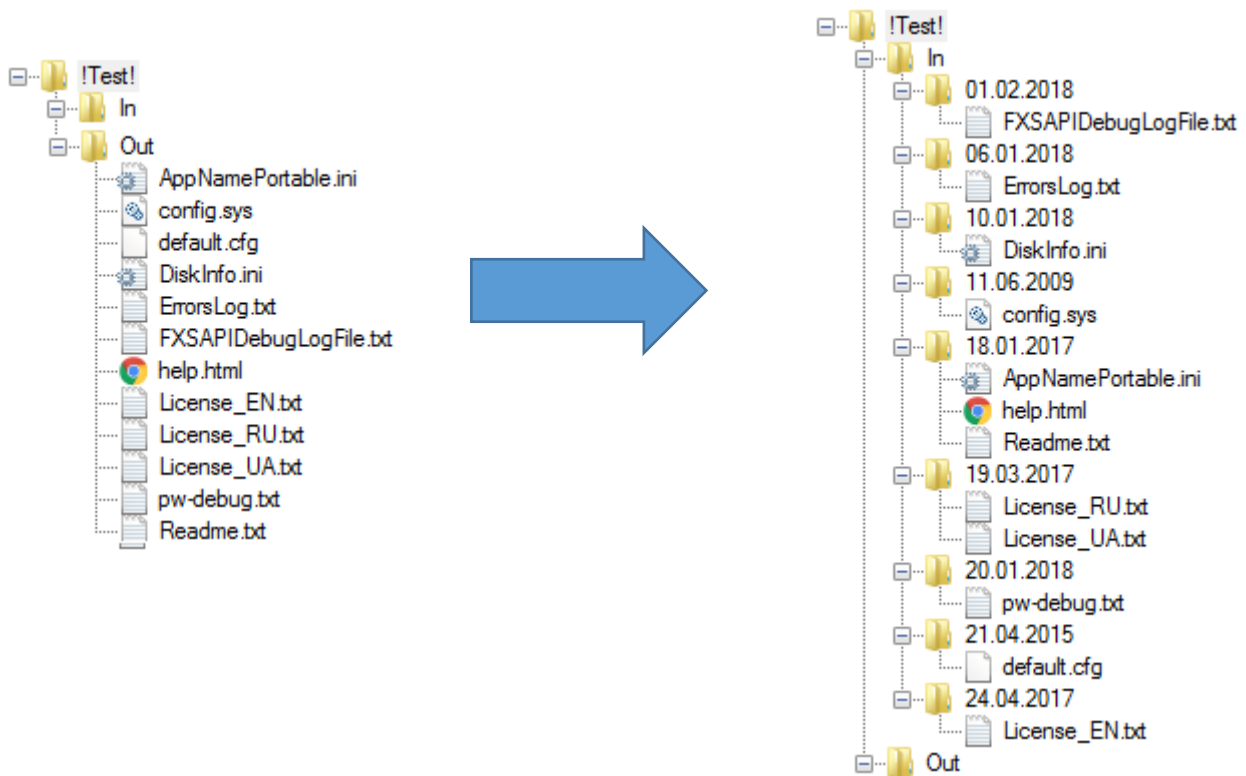 !Test!
In
Out
AppNamePortable.ini
config.sys
default.cfg
DiskInfo.ini
ErrorsLog.txt
FXSAPIDebugLogFile.txt
help.html
License_EN.txt
License_RU.txt
License_UA.txt
pw-debug.txt
Readme.txt
!Test!
In
01.02.2018
FXSAPIDebugLogFile.txt
06.01.2018
ErrorsLog.txt
10.01.2018
DiskInfo.ini
11.06.2009
config.sys
18.01.2017
AppNamePortable.ini
help.html
Readme.txt
19.03.2017
License_RU.txt
License_UA.txt
20.01.2018
pw-debug.txt
21.04.2015
default.cfg
24.04.2017
License_EN.txt
Out